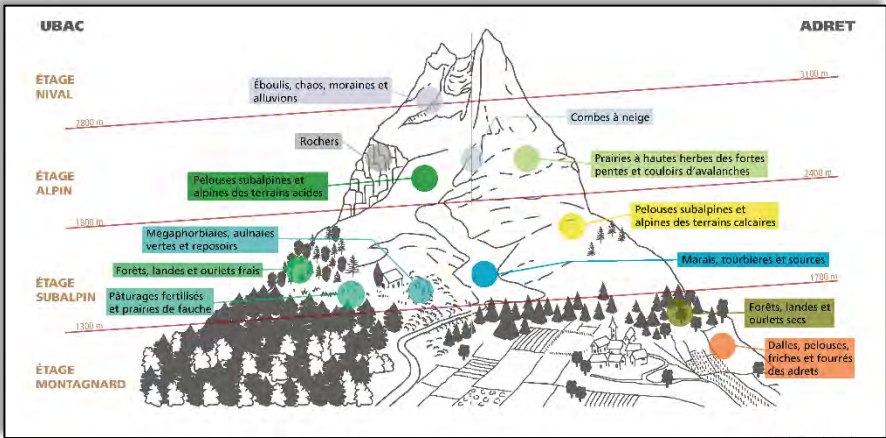 UBAC
ADRET
ÉTAGE
NIVAL
3100 m
Éboulis, chaos, moraines et
alluvions
2800 m
Combes à neige
Rochers
ÉTAGE
ALPIN
Prairies à hautes herbes des fortes
pentes et couloirs d'avalanches
2400 m
Pelouses subalpines et
alpines des terrains acides
1800 m
Pelouses subalpines et
alpines des terrains calcaires
Mégaphorbiaies, aulnaies
vertes et reposoirs
Forêts, landes et ourlets frais
Marais, tourbières et sources
1700 m
ÉTAGE
SUBALPIN
Pâturages fertilisés
et prairies de fauche
Forêts, landes et
ourlets secs
1300 m
Dalles, pelouses,
friches et fourrés
des adrets
ÉTAGE
MONTAGNARD